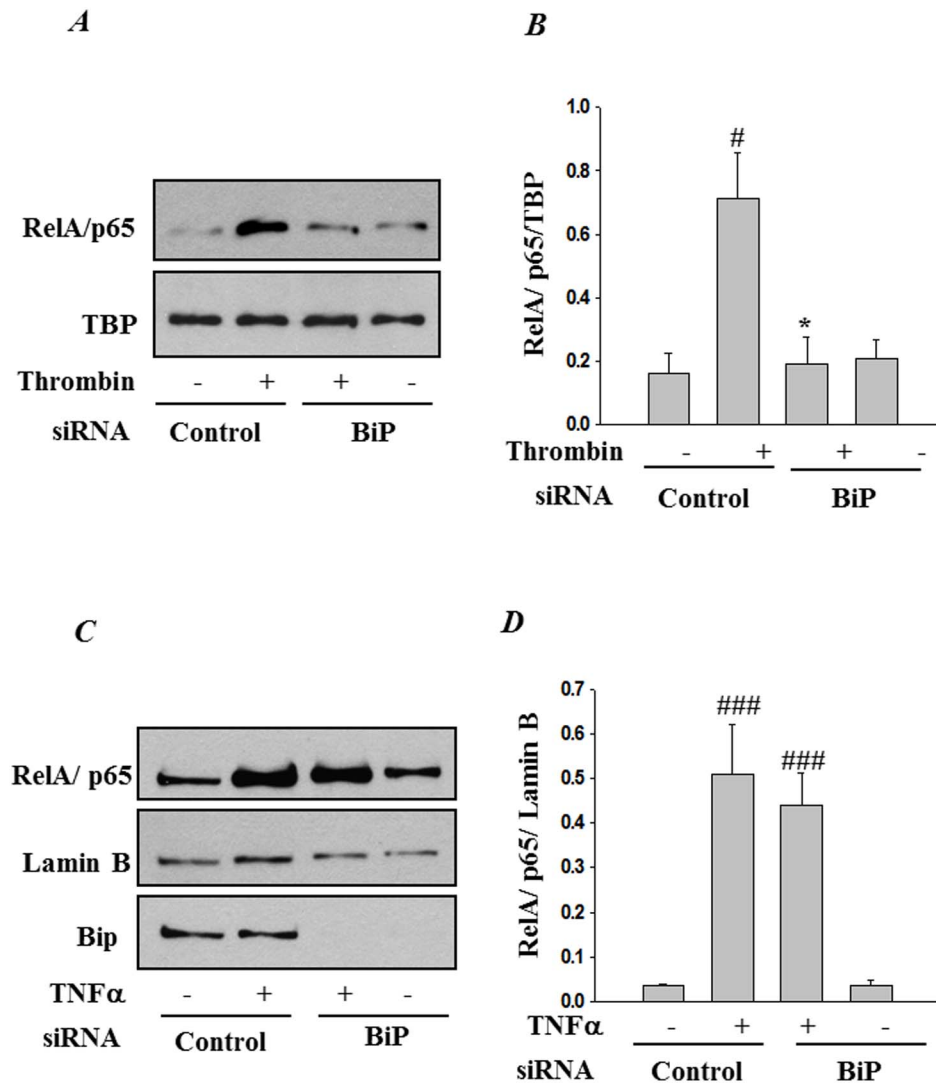 A
RelA/p65
TBP
Thrombin - + + -
siRNA Control BiP
B
RelA/ p65/TBP
1.0
0.8
0.6
0.4
0.2
0.0
#
*
Thrombin - + + -
siRNA Control BiP
C
RelA/ p65
Lamin B
Bip
TNFα - + + -
siRNA Control BiP
D
RelA/ p65/ Lamin B
0.7
0.6
0.5
0.4
0.3
0.2
0.1
0.0
###
###
TNFα - + + -
siRNA Control BiP